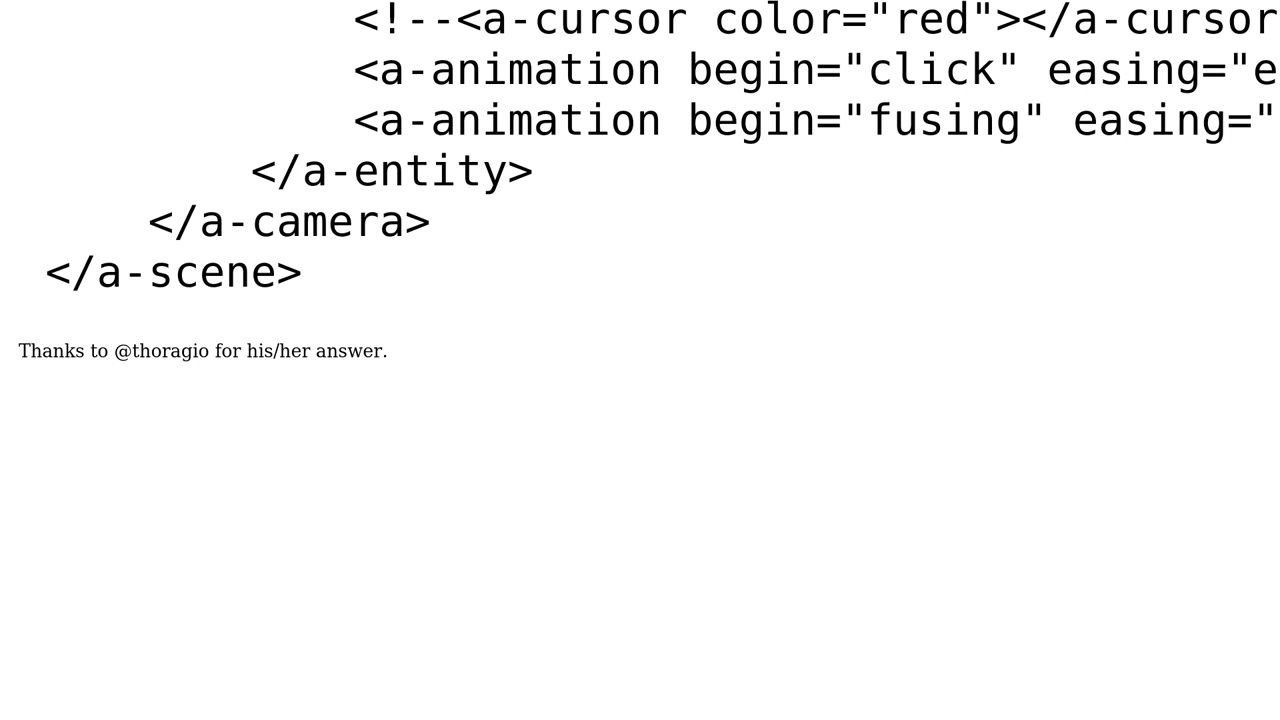 <!--<a-cursor color="red"></a-cursor
<a-animation begin="click" easing="e
<a-animation begin="fusing" easing="
</a-entity>
</a-camera>
</a-scene>
Thanks to @thoragio for his/her answer.